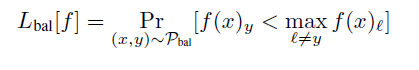 L_bal[f] = Pr_{(x,y)∼P_bal} [f(x)_y < max_{ℓ≠y} f(x)_ℓ]